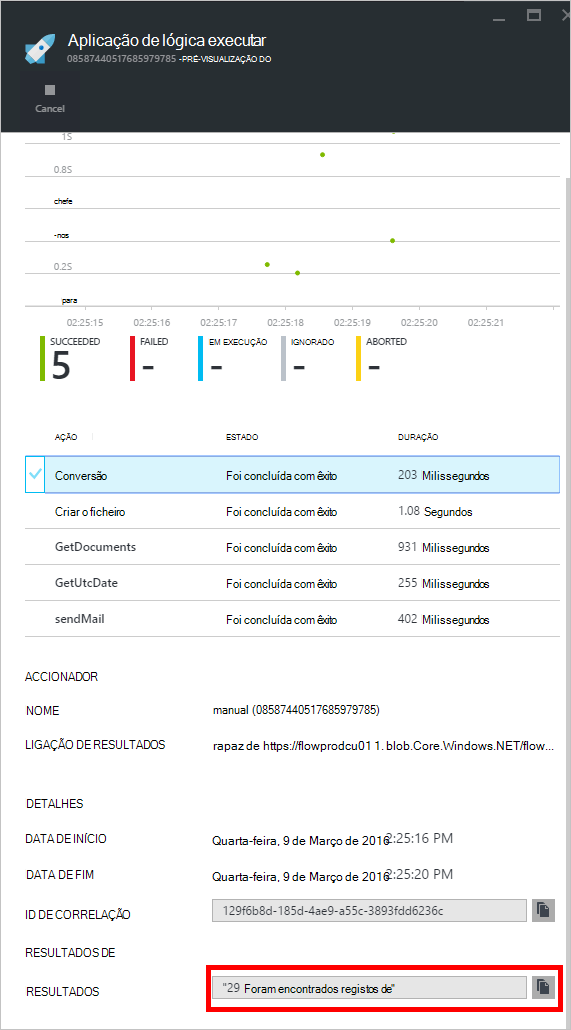 Aplicação de lógica executar
08587440517685979785 -PRÉ-VISUALIZAÇÃO DO
Cancel
1S
0.8S
chefe
-nos
0.2S
para
02:25:15 02:25:16 02:25:17 02:25:18 02:25:19 02:25:20 02:25:21
SUCCEEDED FAILED EM EXECUÇÃO IGNORADO ABORTED
5 - - - -
AÇÃO ESTADO DURAÇÃO
Conversão Foi concluída com êxito 203 Milissegundos
Criar o ficheiro Foi concluída com êxito 1.08 Segundos
GetDocuments Foi concluída com êxito 931 Milissegundos
GetUtcDate Foi concluída com êxito 255 Milissegundos
sendMail Foi concluída com êxito 402 Milissegundos
ACCIONADOR
NOME manual (08587440517685979785)
LIGAÇÃO DE RESULTADOS rapaz de https://flowprodcu01 1. blob.Core.Windows.NET/flow...
DETALHES
DATA DE INÍCIO Quarta-feira, 9 de Março de 2016 2:25:16 PM
DATA DE FIM Quarta-feira, 9 de Março de 2016 2:25:20 PM
ID DE CORRELAÇÃO 129f6b8d-185d-4ae9-a55c-3893fdd6236c
RESULTADOS DE
RESULTADOS "29 Foram encontrados registos de"